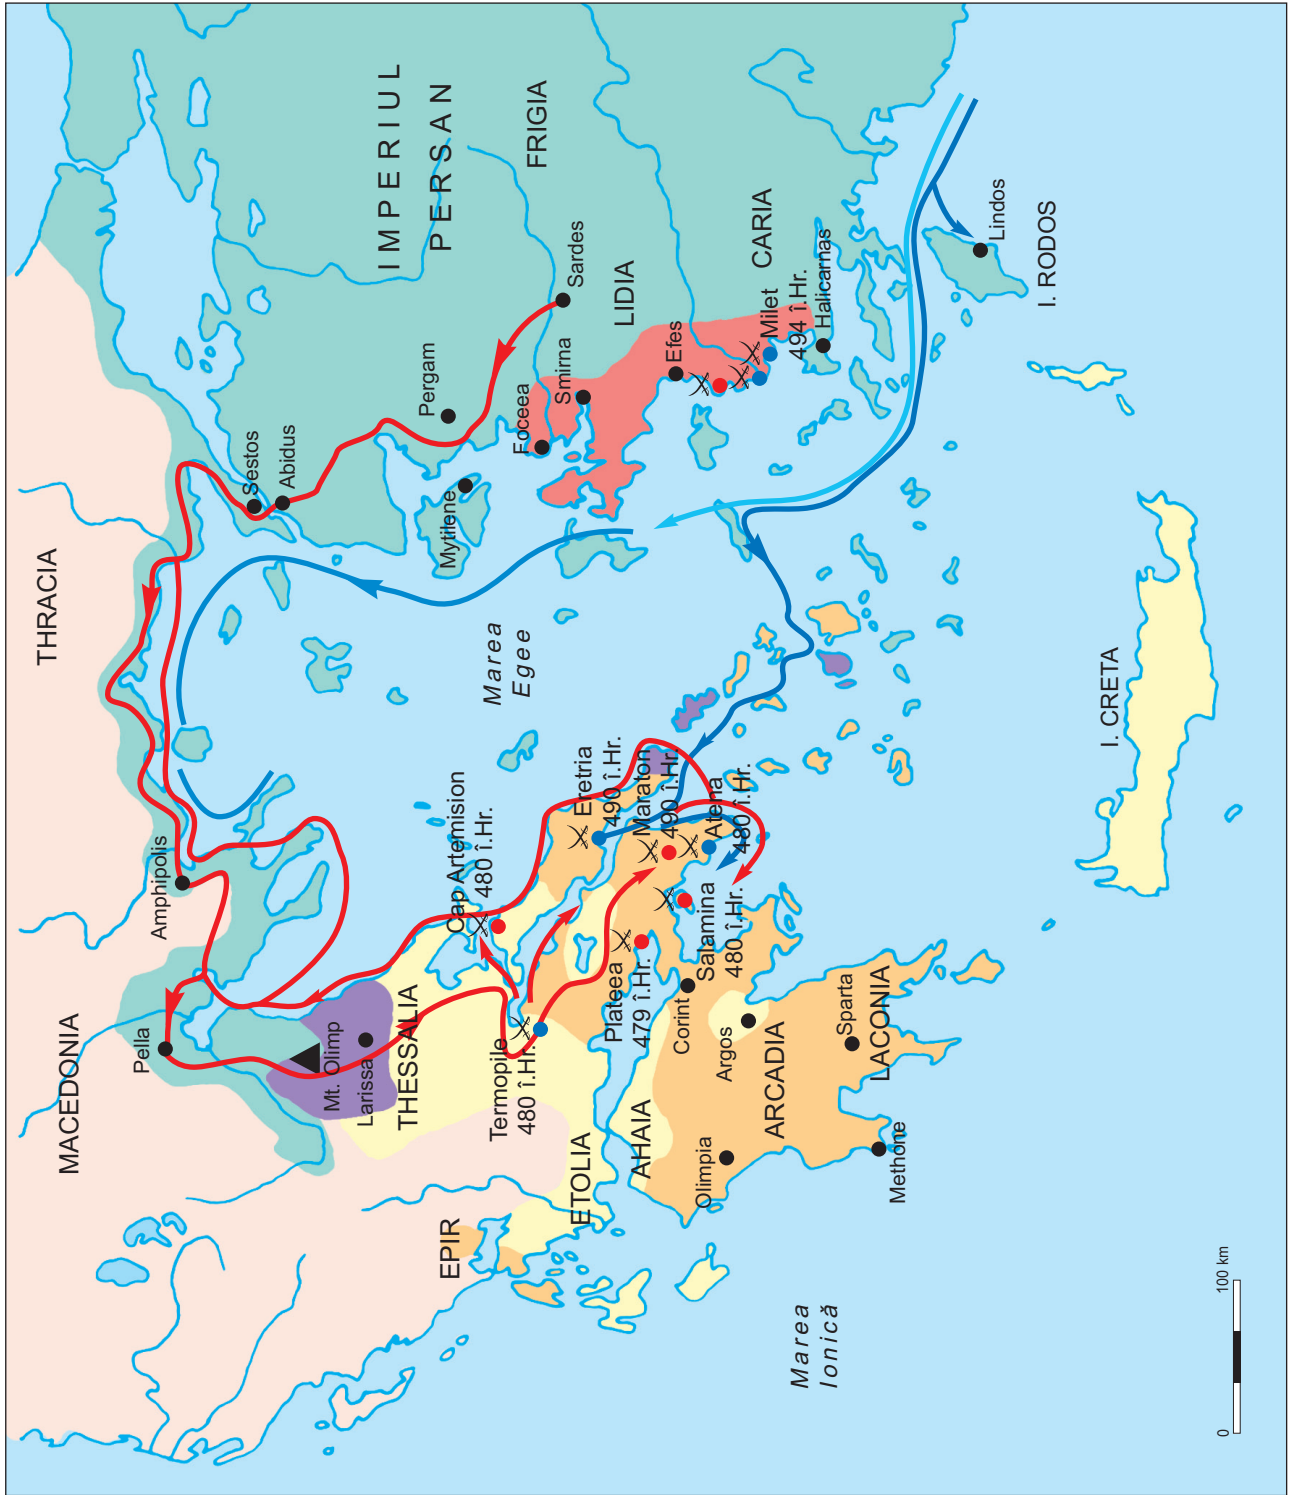 MACEDONIA
THRACIA
Pella
Amphipolis
Sestos
Abidus
IMPERIUL
PERSAN
Mt. Olimp
Larissa
THESSALIA
Pergam
Mytilene
FRIGIA
EPIR
Termopile
480 î.Hr.
Cap Artemision
480 î.Hr.
Marea
Egee
Foceea
Smirna
Sardes
LIDIA
ETOLIA
Eretria
490 î.Hr.
AHAIA
Plateea
479 î.Hr.
Maraton
490 î.Hr.
Efes
Olimpia
Argos
Corint
Salamina
480 î.Hr.
Atena
480 î.Hr.
Milet
494 î.Hr.
CARIA
Halicarnas
ARCADIA
Sparta
LACONIA
Methone
Marea
Ionică
Lindos
I. RODOS
I. CRETA
0
100 km